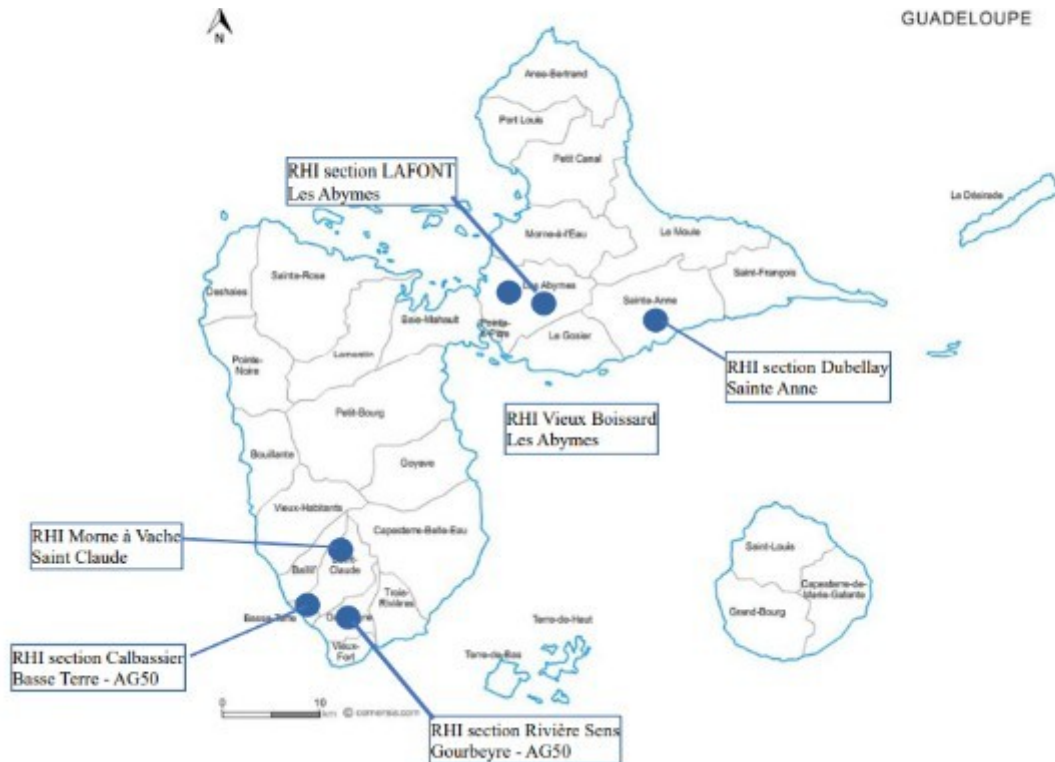 GUADELOUPE
N
Anse-Bertrand
Port Louis
Petit Canal
RHI section LAFONT
Les Abymes
La Désirade
Morne-à-l'Eau
Le Moule
Sainte-Rose
Saint-François
Deshaies
Les Abymes
Sainte-Anne
Baie-Mahault
Pointe-à-Pitre
Le Gosier
Lamentin
Pointe-
Noire
RHI section Dubellay
Sainte Anne
Petit-Bourg
RHI Vieux Boissard
Les Abymes
Bouillante
Goyave
Vieux-Habitants
Capesterre-Belle-Eau
RHI Morne à Vache
Saint Claude
Saint-Louis
Baillif
Claude
Capesterre-de-
Marie-Galante
Trois-
Rivières
Grand-Bourg
Basse-Terre
Terre-de-Haut
Vieux-
Fort
RHI section Calbassier
Basse Terre - AG50
Terre-de-Bas
0 10
km © comersis.com
RHI section Rivière Sens
Gourbeyre - AG50